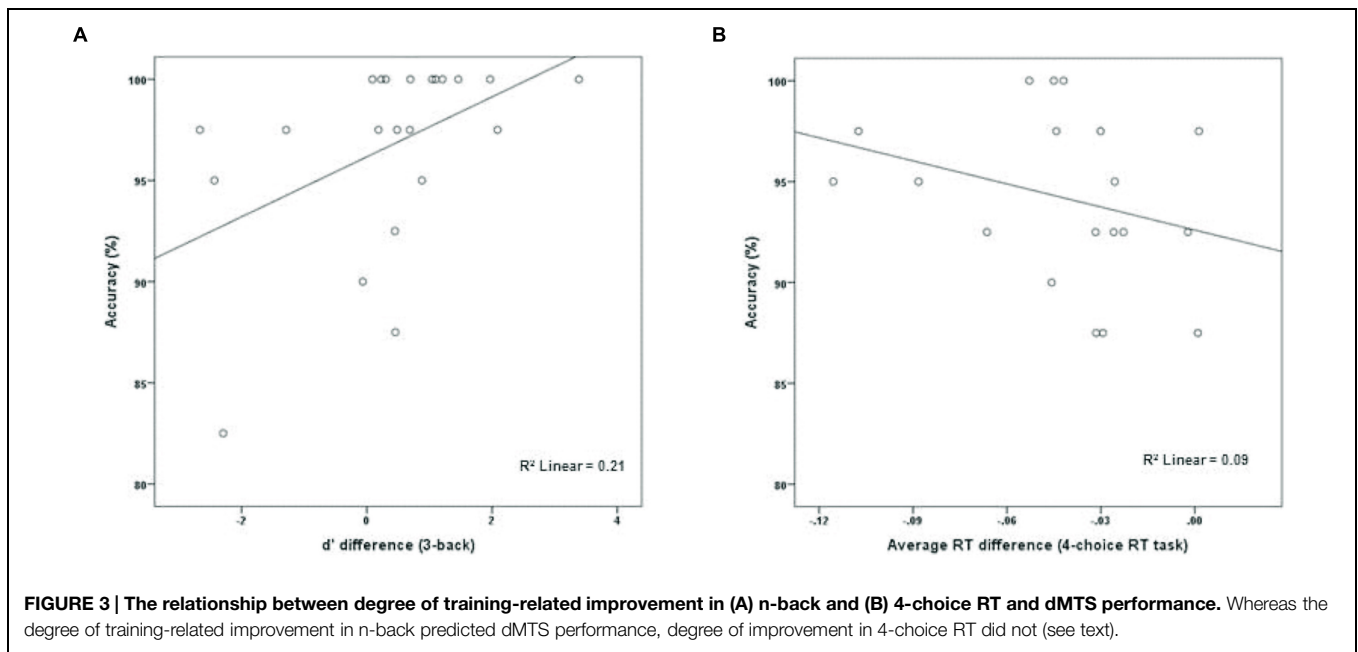 A
100
95
90
85
80
Accuracy (%)
R² Linear = 0.21
-2
0
2
4
d' difference (3-back)
B
100
95
90
85
80
Accuracy (%)
R² Linear = 0.09
-.12
-.09
-.06
-.03
.00
Average RT difference (4-choice RT task)
FIGURE 3 | The relationship between degree of training-related improvement in (A) n-back and (B) 4-choice RT and dMTS performance. Whereas the
degree of training-related improvement in n-back predicted dMTS performance, degree of improvement in 4-choice RT did not (see text).